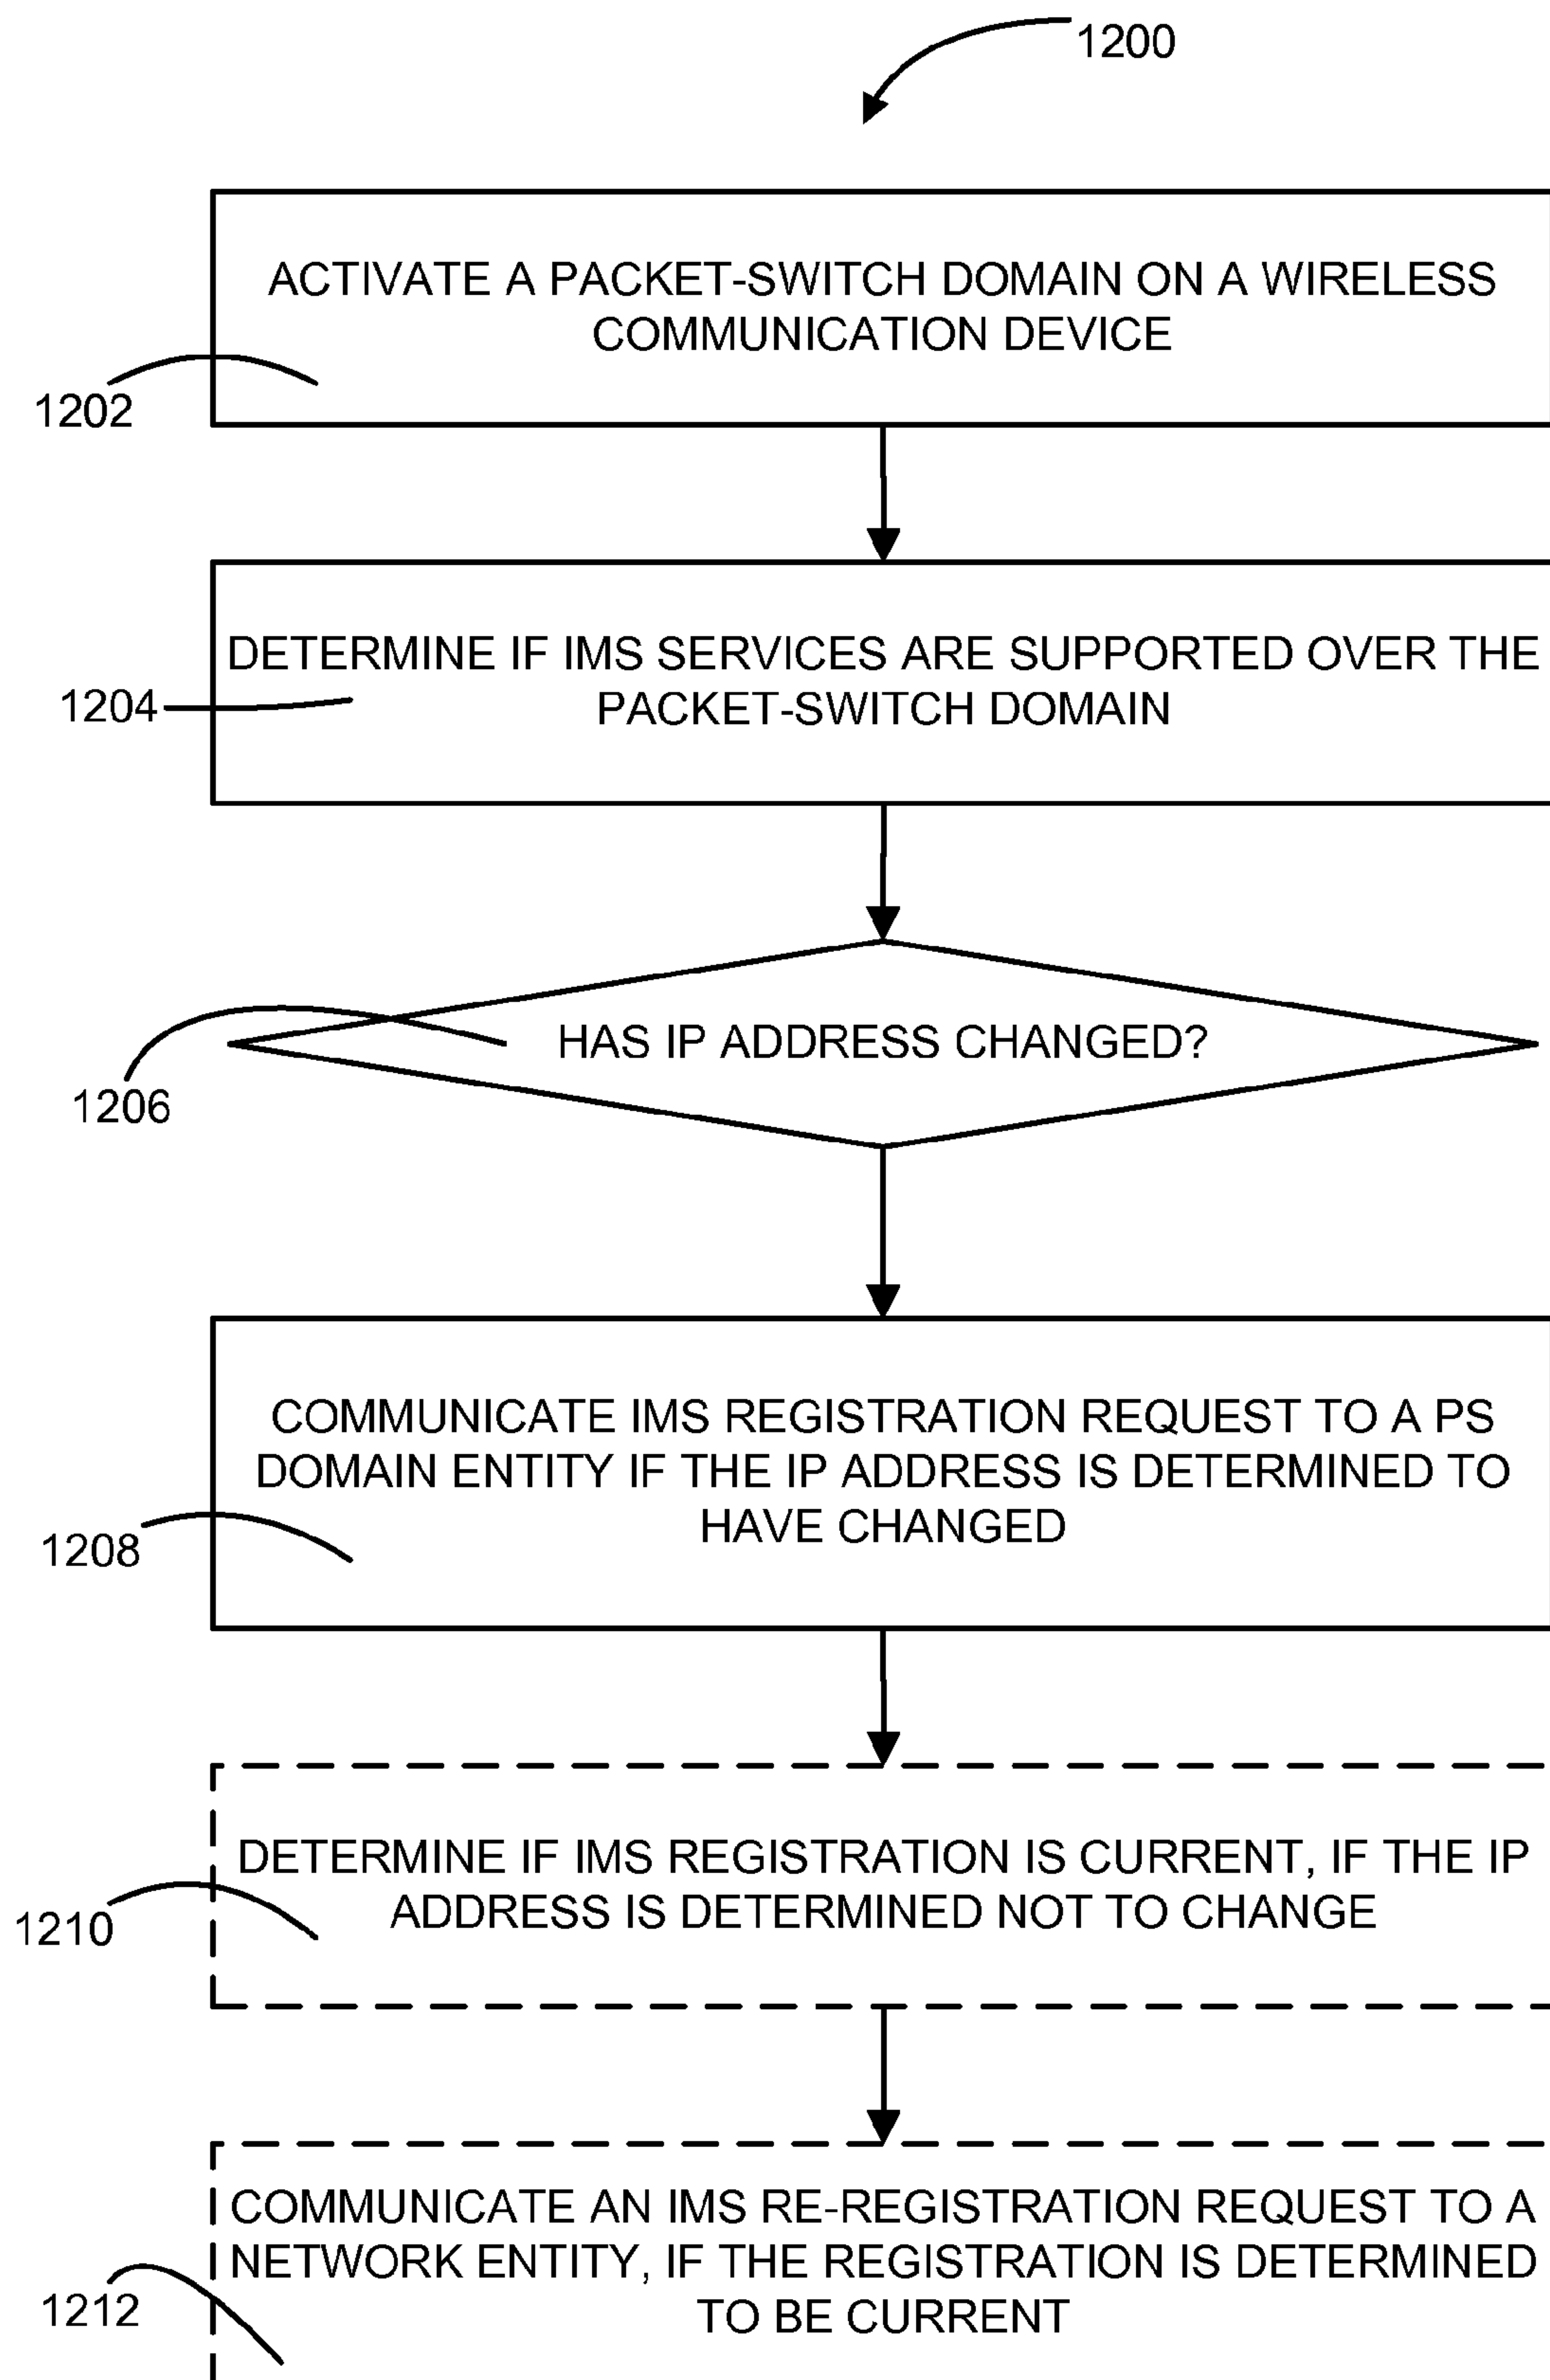 1200
ACTIVATE A PACKET-SWITCH DOMAIN ON A WIRELESS
COMMUNICATION DEVICE
1202
DETERMINE IF IMS SERVICES ARE SUPPORTED OVER THE
PACKET-SWITCH DOMAIN
1204
HAS IP ADDRESS CHANGED?
1206
COMMUNICATE IMS REGISTRATION REQUEST TO A PS
DOMAIN ENTITY IF THE IP ADDRESS IS DETERMINED TO
HAVE CHANGED
1208
DETERMINE IF IMS REGISTRATION IS CURRENT, IF THE IP
ADDRESS IS DETERMINED NOT TO CHANGE
1210
COMMUNICATE AN IMS RE-REGISTRATION REQUEST TO A
NETWORK ENTITY, IF THE REGISTRATION IS DETERMINED
TO BE CURRENT
1212